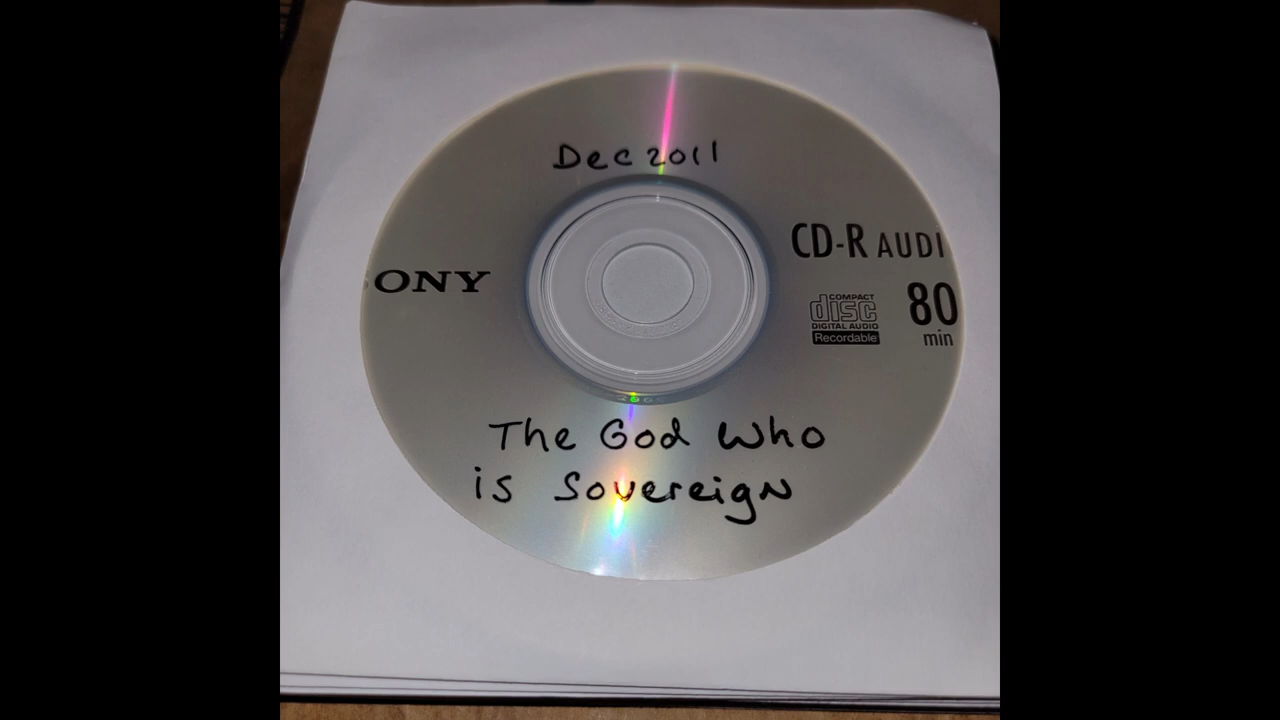 Dec 2011
CD-R AUDI
ONY
COMPACT
disc
DIGITAL AUDIO
Recordable
80
min
The God Who
is Sovereign